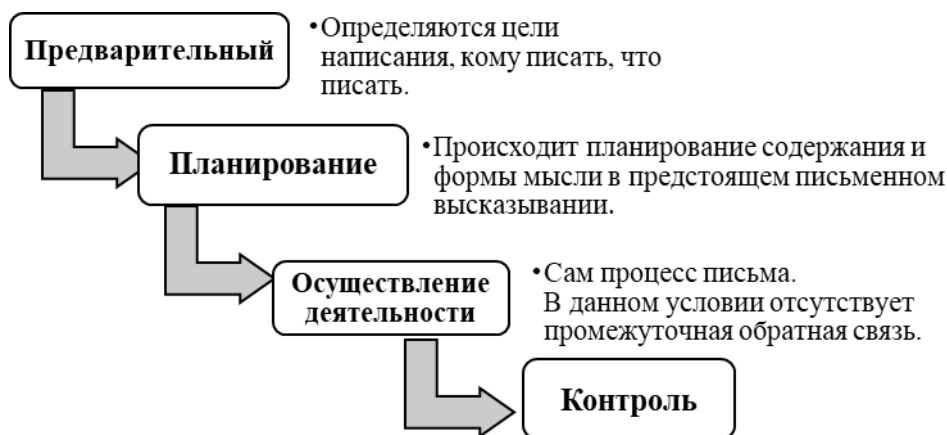 Предварительный
•Определяются цели
написания, кому писать, что
писать.
Планирование
•Происходит планирование содержания и
формы мысли в предстоящем письменном
высказывании.
Осуществление
деятельности
•Сам процесс письма.
В данном условии отсутствует
промежуточная обратная связь.
Контроль